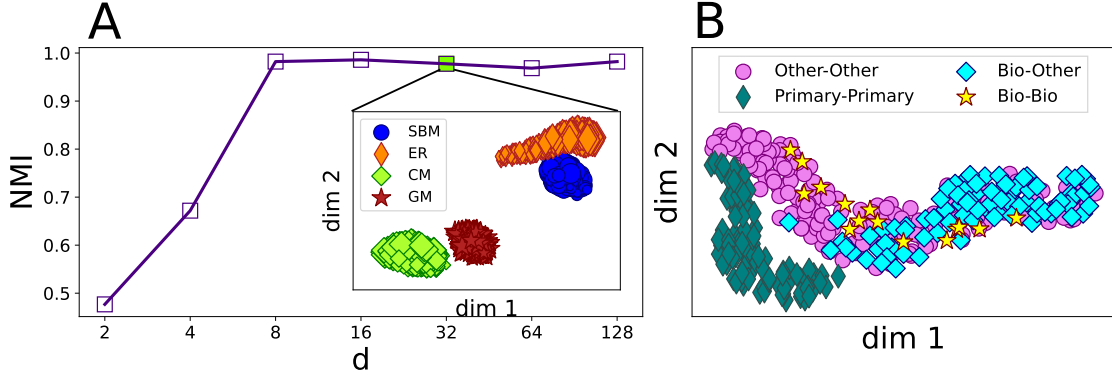 A
NMI
1.0
0.9
0.8
0.7
0.6
0.5
2
4
8
16
32
64
128
d
SBM
ER
CM
GM
dim 2
dim 1
B
Other-Other
Primary-Primary
Bio-Other
Bio-Bio
dim 2
dim 1